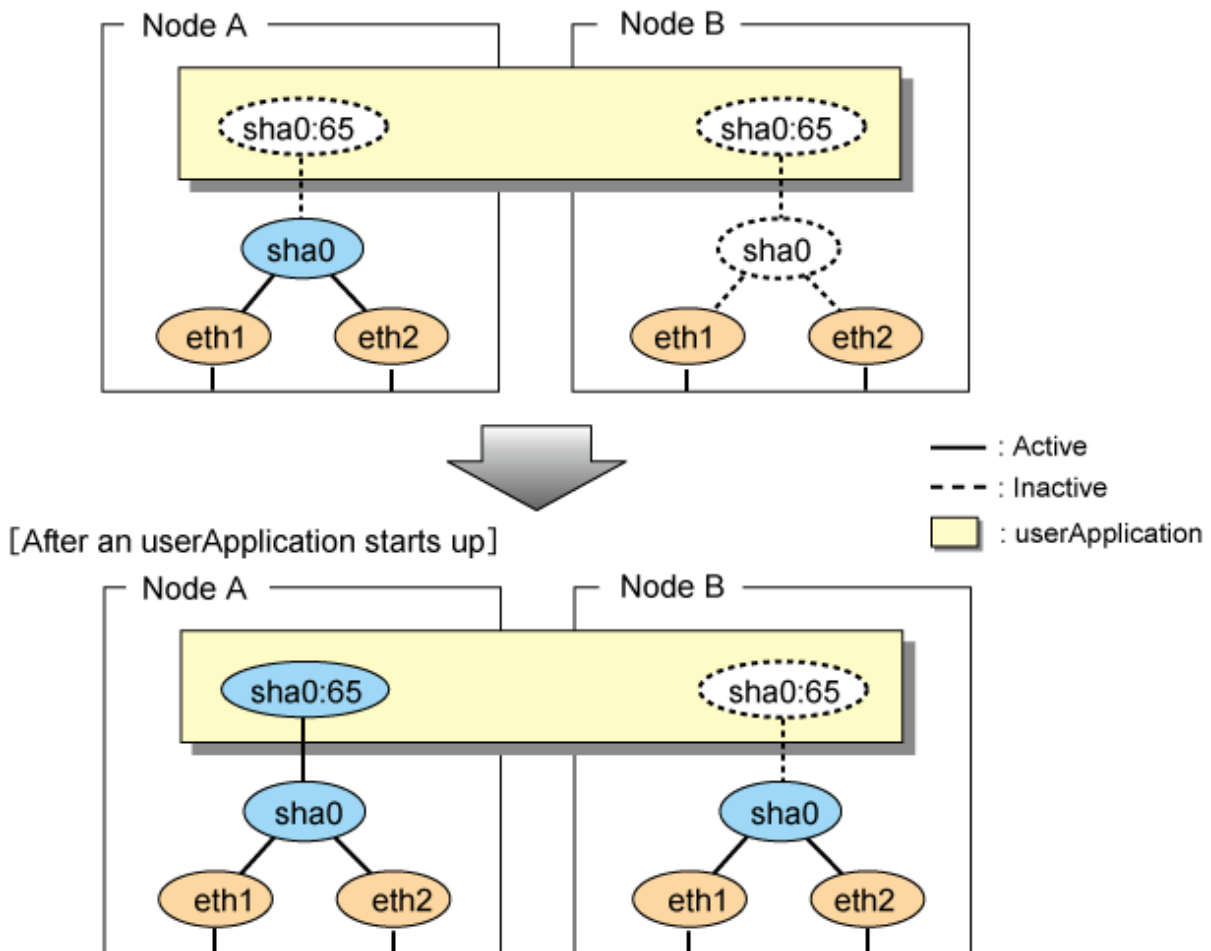 Node A
Node B
sha0:65
sha0:65
sha0
sha0
eth1
eth2
eth1
eth2
: Active
: Inactive
: userApplication
[After an userApplication starts up]
Node A
Node B
sha0:65
sha0:65
sha0
sha0
eth1
eth2
eth1
eth2